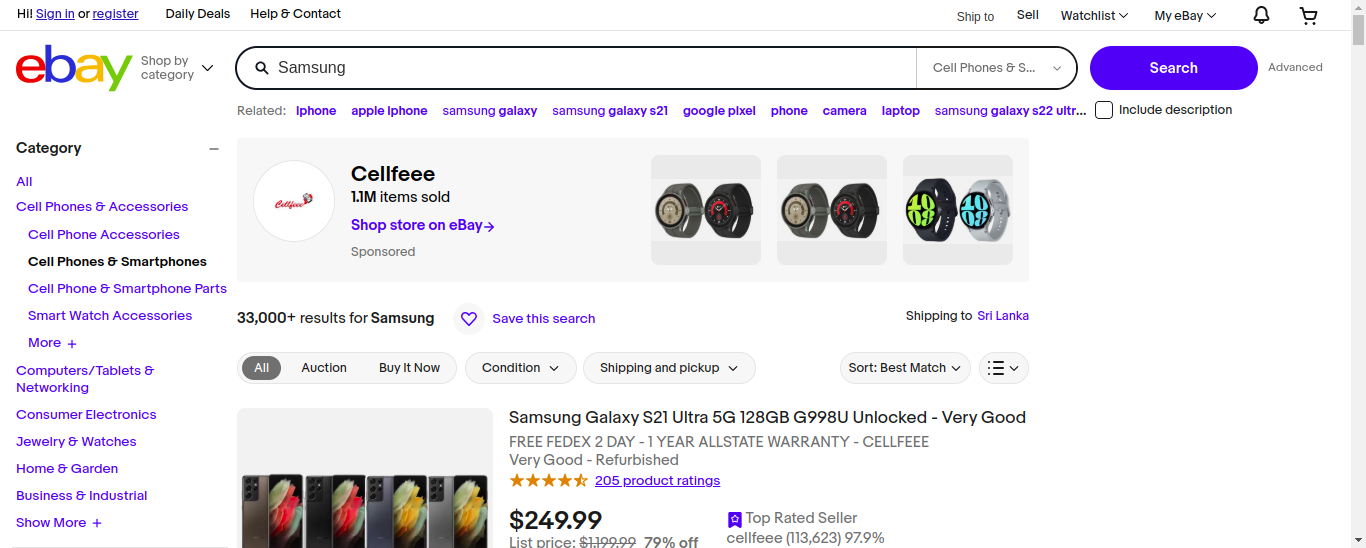 Hi! Sign in or register Daily Deals Help & Contact Ship to Sell Watchlist My eBay
ebay Shop by category Samsung Cell Phones & S... Search Advanced
Related: iphone apple iphone samsung galaxy samsung galaxy s21 google pixel phone camera laptop samsung galaxy s22 ultr... Include description
Category
All
Cell Phones & Accessories
Cell Phone Accessories
Cell Phones & Smartphones
Cell Phone & Smartphone Parts
Smart Watch Accessories
More
Computers/Tablets &
Networking
Consumer Electronics
Jewelry & Watches
Home & Garden
Business & Industrial
Show More
Cellfeee
Cellfeee
1.1M items sold
Shop store on eBay
Sponsored
33,000+ results for Samsung Save this search Shipping to Sri Lanka
All Auction Buy It Now Condition Shipping and pickup Sort: Best Match
Samsung Galaxy S21 Ultra 5G 128GB G998U Unlocked - Very Good
FREE FEDEX 2 DAY - 1 YEAR ALLSTATE WARRANTY - CELLFEEE
Very Good - Refurbished
205 product ratings
$249.99 Top Rated Seller
List price: $1,199.99 79% off cellfeee (113,623) 97.9%